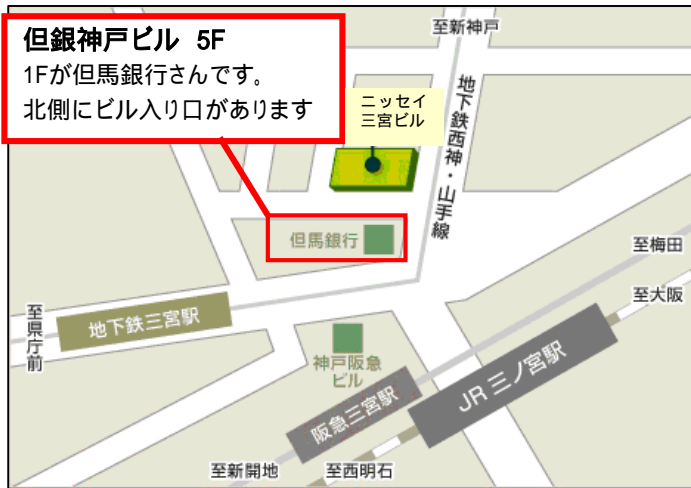 但銀神戸ビル 5F
1Fが但馬銀行さんです。
北側にビル入り口があります
至新神戸
ニッセイ
三宮ビル
地下鉄西神・山手線
但馬銀行
至梅田
至大阪
至県庁前
地下鉄三宮駅
神戸阪急
ビル
JR三ノ宮駅
阪急三宮駅
至新開地
至西明石